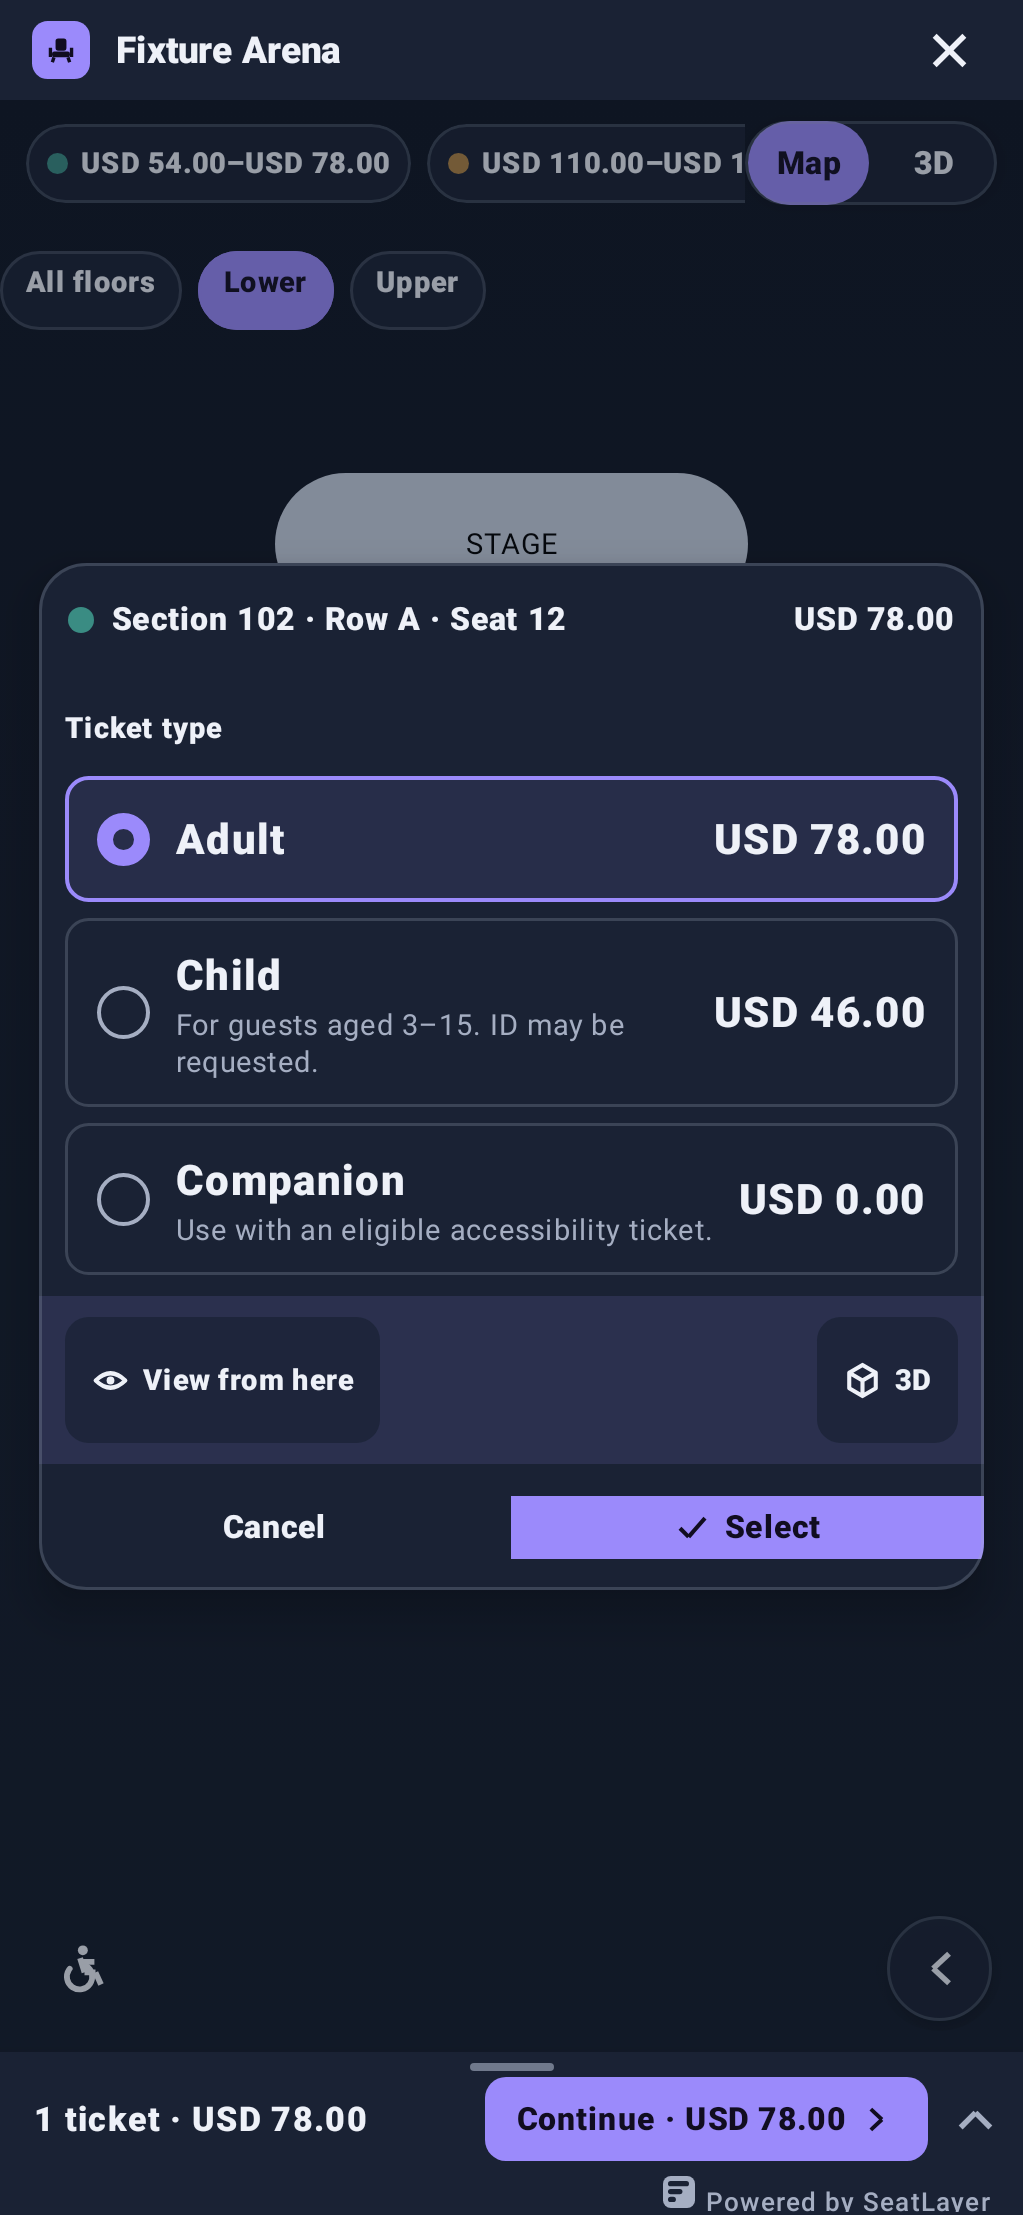 Fixture Arena
USD 54.00–USD 78.00
USD 110.00–USD 1
Map
3D
All floors
Lower
Upper
STAGE
Section 102 · Row A · Seat 12
USD 78.00
Ticket type
Adult
USD 78.00
Child
For guests aged 3–15. ID may be
requested.
USD 46.00
Companion
Use with an eligible accessibility ticket.
USD 0.00
View from here
3D
Cancel
Select
1 ticket · USD 78.00
Continue · USD 78.00
Powered by SeatLayer